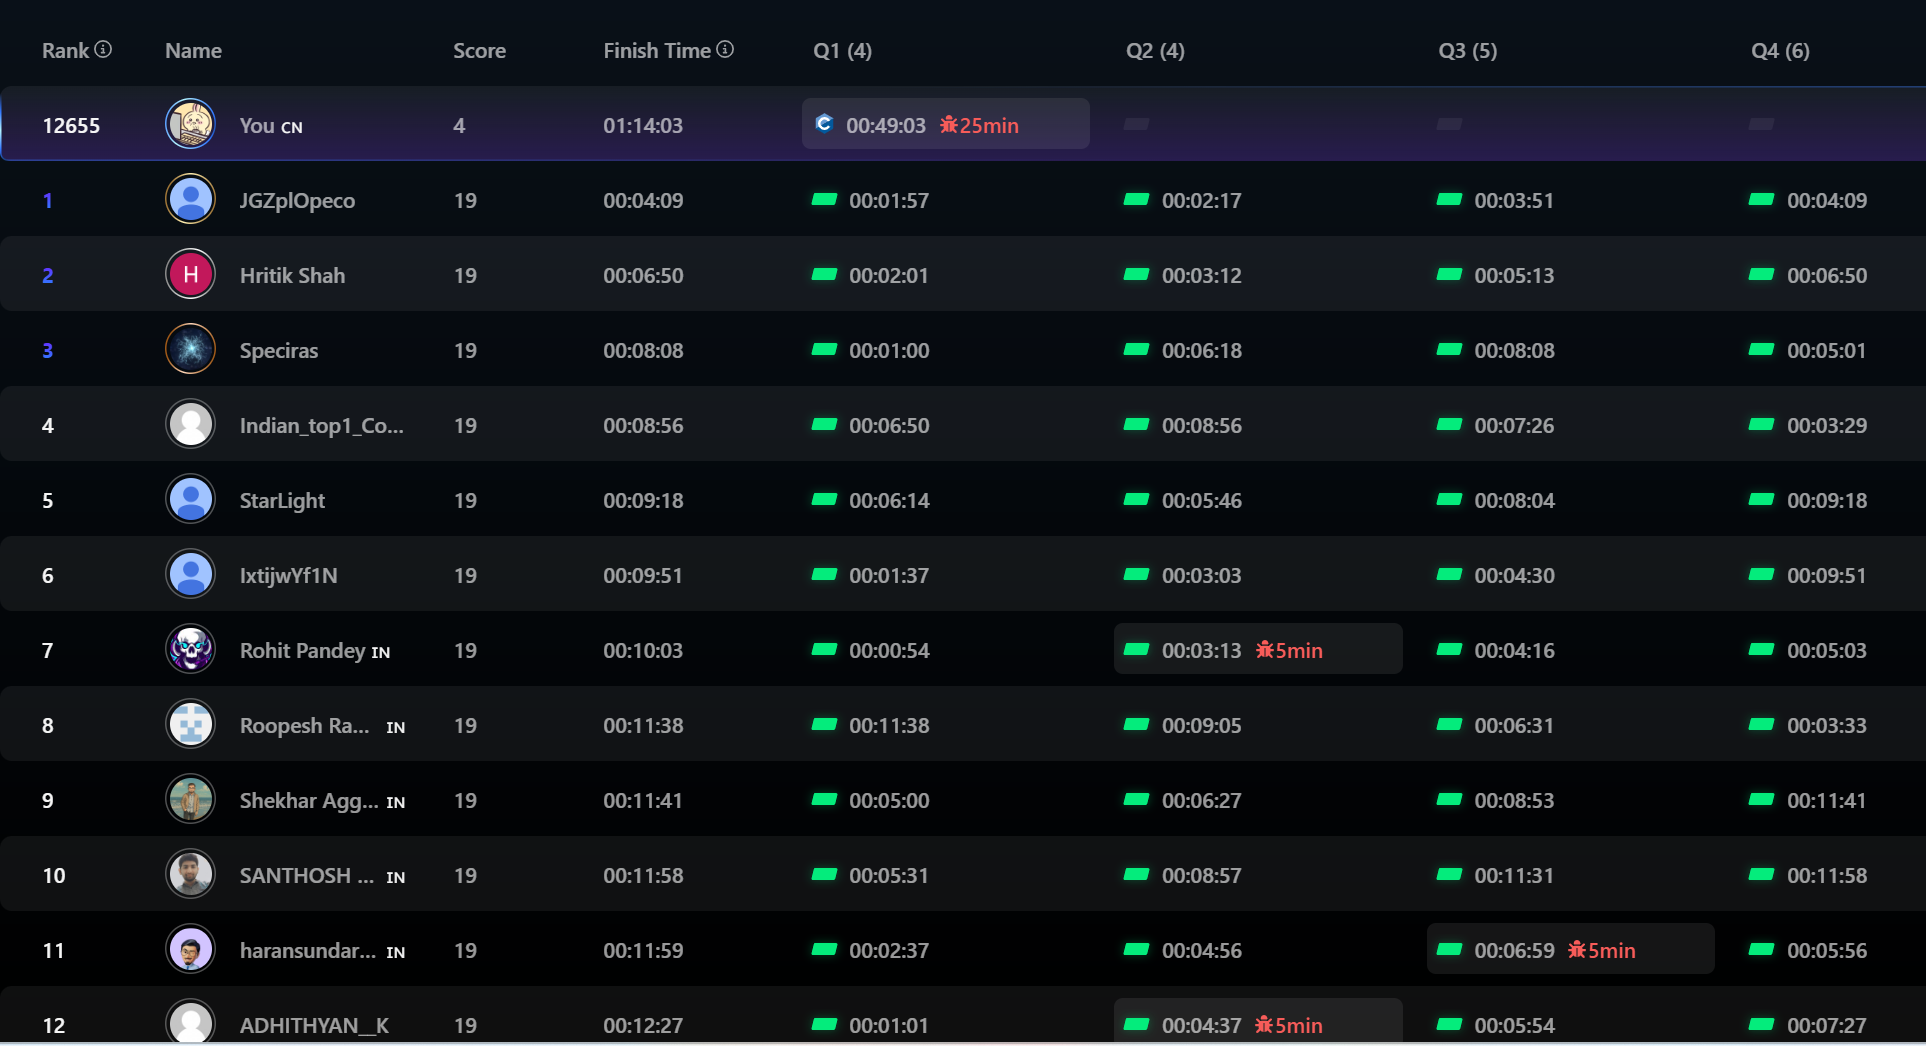 Rank Name Score Finish Time Q1 (4) Q2 (4) Q3 (5) Q4 (6)
12655 You CN 4 01:14:03 C 00:49:03 25min
1 JGZplOpeco 19 00:04:09 00:01:57 00:02:17 00:03:51 00:04:09
2 H Hritik Shah 19 00:06:50 00:02:01 00:03:12 00:05:13 00:06:50
3 Speciras 19 00:08:08 00:01:00 00:06:18 00:08:08 00:05:01
4 Indian_top1_Co... 19 00:08:56 00:06:50 00:08:56 00:07:26 00:03:29
5 StarLight 19 00:09:18 00:06:14 00:05:46 00:08:04 00:09:18
6 IxtijwYf1N 19 00:09:51 00:01:37 00:03:03 00:04:30 00:09:51
7 Rohit Pandey IN 19 00:10:03 00:00:54 00:03:13 5min 00:04:16 00:05:03
8 Roopesh Ra... IN 19 00:11:38 00:11:38 00:09:05 00:06:31 00:03:33
9 Shekhar Agg... IN 19 00:11:41 00:05:00 00:06:27 00:08:53 00:11:41
10 SANTHOSH ... IN 19 00:11:58 00:05:31 00:08:57 00:11:31 00:11:58
11 haransundar... IN 19 00:11:59 00:02:37 00:04:56 00:06:59 5min 00:05:56
12 ADHITHYAN__K 19 00:12:27 00:01:01 00:04:37 5min 00:05:54 00:07:27